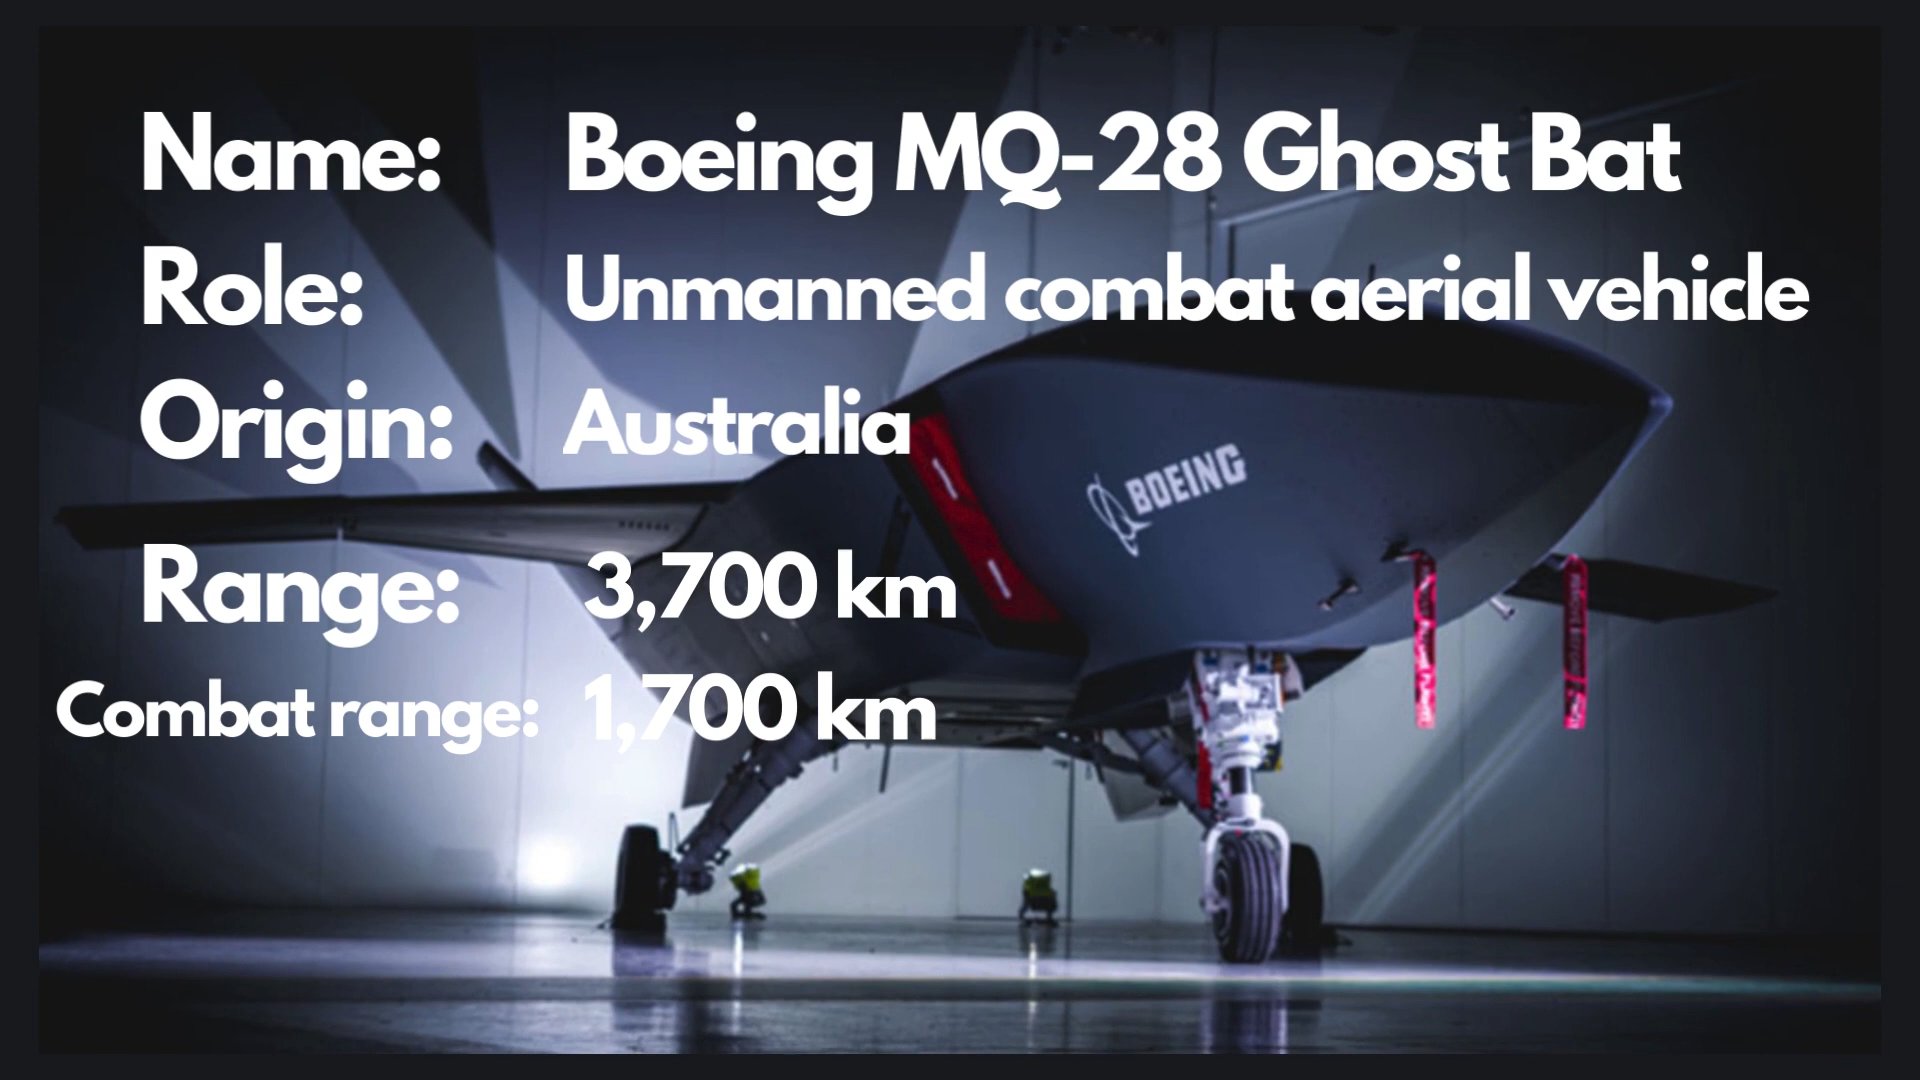 Name: Boeing MQ-28 Ghost Bat
Role: Unmanned combat aerial vehicle
Origin: Australia
BOEING
Range: 3,700 km
Combat range: 1,700 km